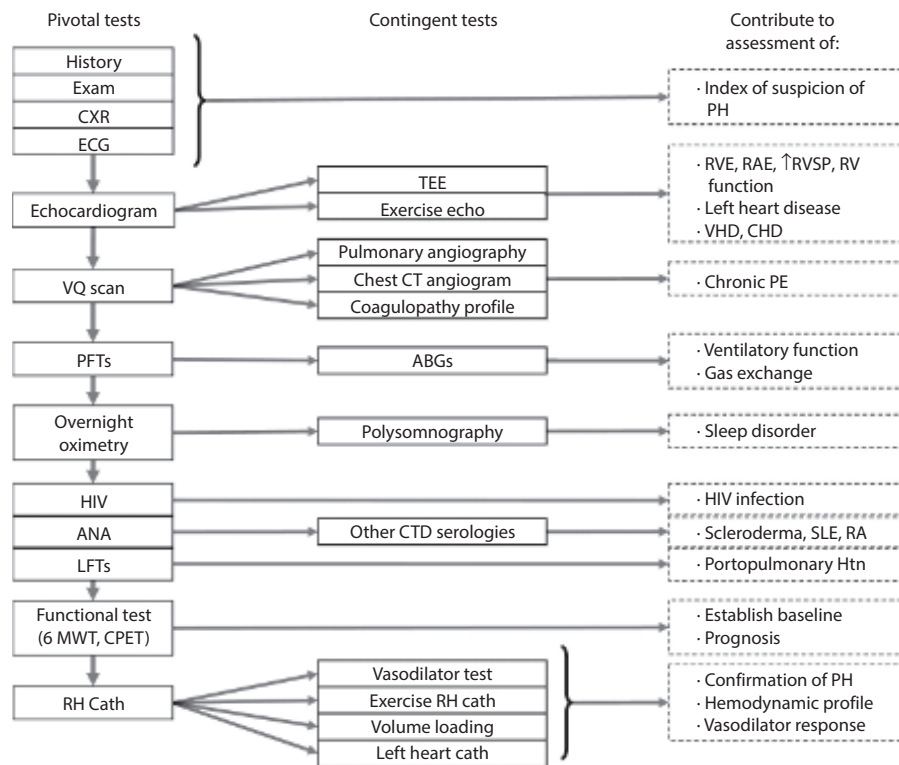 Pivotal tests
Contingent tests
Contribute to
assessment of:
History
Exam
CXR
ECG
· Index of suspicion of
PH
Echocardiogram
TEE
Exercise echo
· RVE, RAE, ↑RVSP, RV
function
· Left heart disease
· VHD, CHD
VQ scan
Pulmonary angiography
Chest CT angiogram
Coagulopathy profile
· Chronic PE
PFTs
ABGs
· Ventilatory function
· Gas exchange
Overnight
oximetry
Polysomnography
· Sleep disorder
HIV
· HIV infection
ANA
Other CTD serologies
· Scleroderma, SLE, RA
LFTs
· Portopulmonary Htn
Functional test
(6 MWT, CPET)
· Establish baseline
· Prognosis
RH Cath
Vasodilator test
Exercise RH cath
Volume loading
Left heart cath
· Confirmation of PH
· Hemodynamic profile
· Vasodilator response